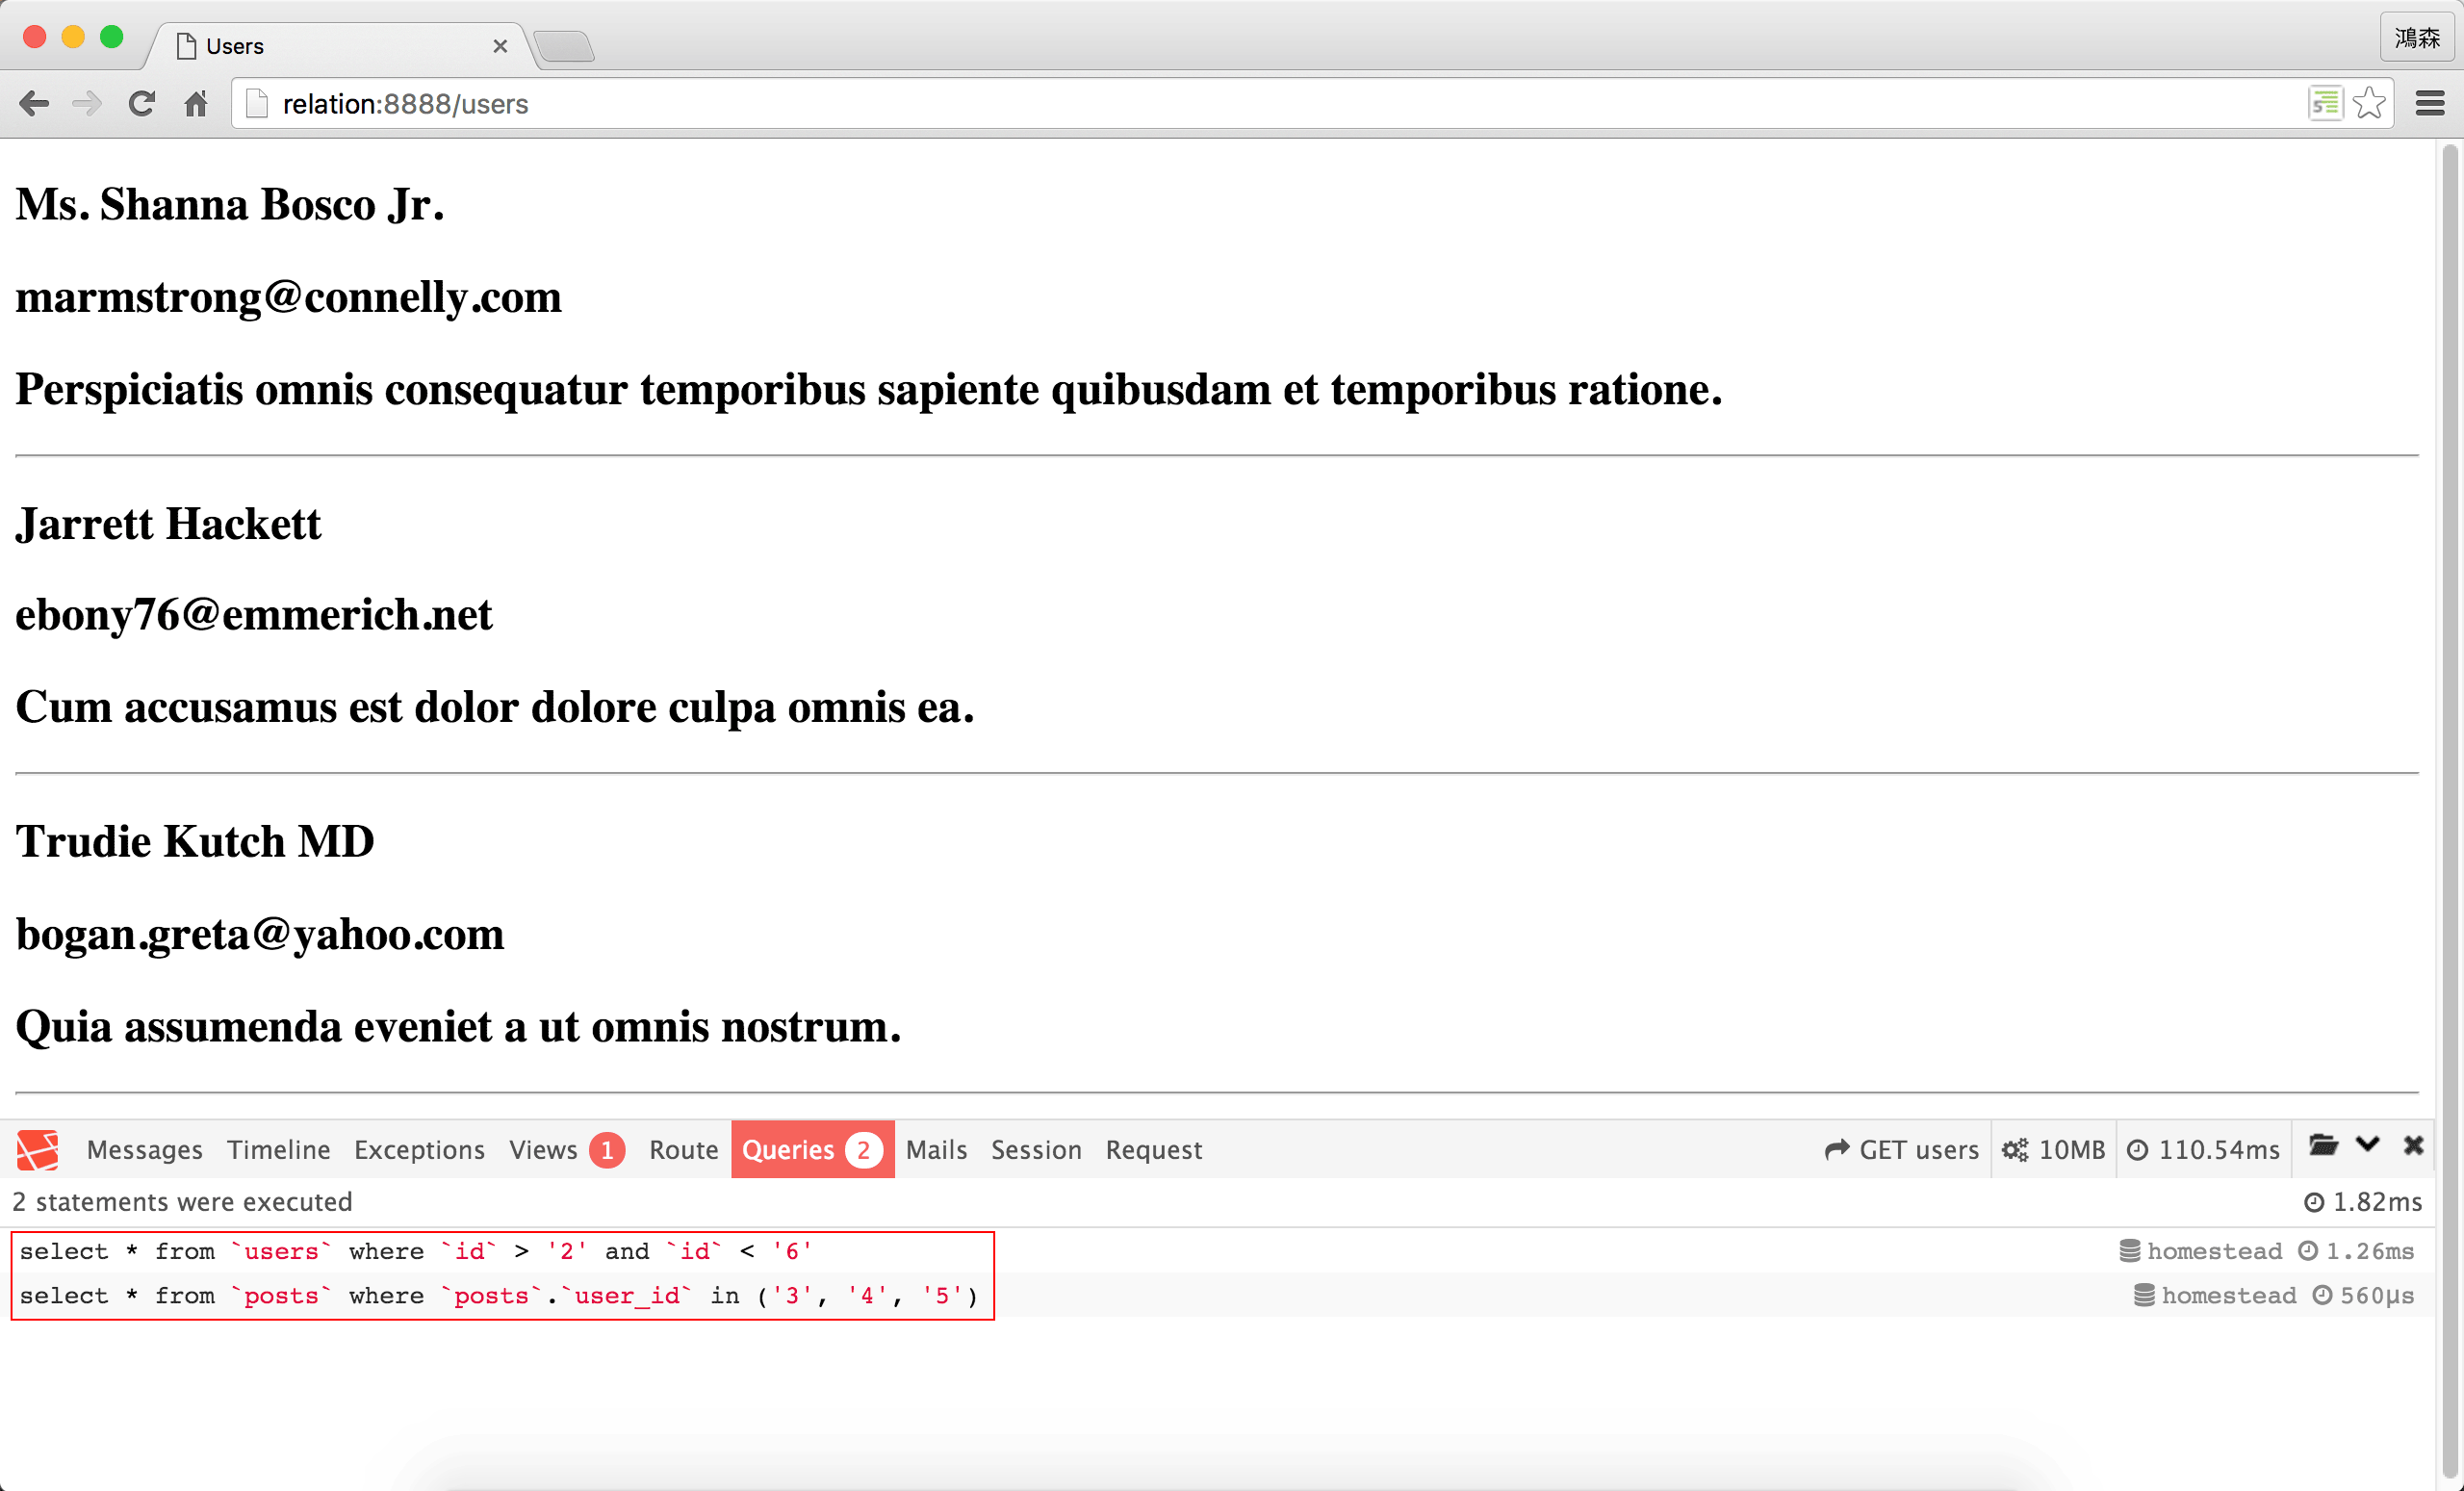 Users
鴻森
relation:8888/users
Ms. Shanna Bosco Jr.
marmstrong@connelly.com
Perspiciatis omnis consequatur temporibus sapiente quibusdam et temporibus ratione.
Jarrett Hackett
ebony76@emmerich.net
Cum accusamus est dolor dolore culpa omnis ea.
Trudie Kutch MD
bogan.greta@yahoo.com
Quia assumenda eveniet a ut omnis nostrum.
Messages Timeline Exceptions Views 1 Route Queries 2 Mails Session Request GET users 10MB 110.54ms
2 statements were executed 1.82ms
select * from `users` where `id` > '2' and `id` < '6' homestead 1.26ms
select * from `posts` where `posts`.`user_id` in ('3', '4', '5') homestead 560μs